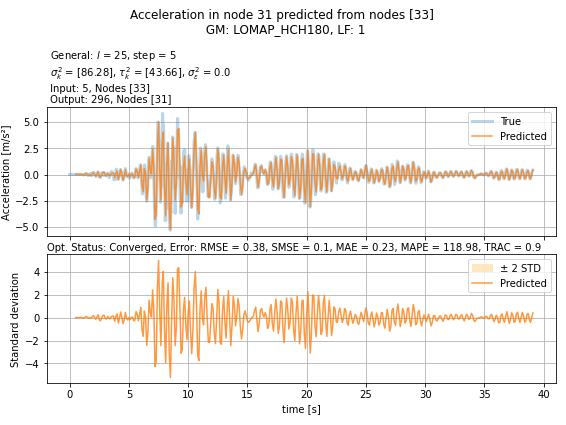 Acceleration in node 31 predicted from nodes [33]
GM: LOMAP_HCH180, LF: 1
General: l = 25, step = 5
σ²ₖ = [86.28], τ²ₖ = [43.66], σ²_ε = 0.0
Input: 5, Nodes [33]
Output: 296, Nodes [31]
Acceleration [m/s²]
5.0
2.5
0.0
−2.5
−5.0
True
Predicted
Opt. Status: Converged, Error: RMSE = 0.38, SMSE = 0.1, MAE = 0.23, MAPE = 118.98, TRAC = 0.9
Standard deviation
4
2
0
−2
−4
± 2 STD
Predicted
0 5 10 15 20 25 30 35 40
time [s]